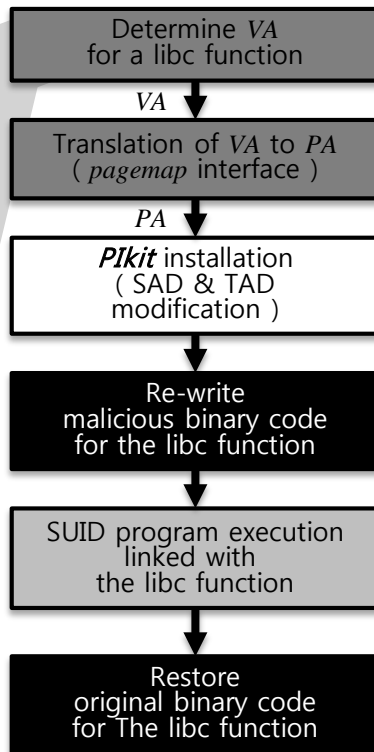 Determine VA
for a libc function
VA
Translation of VA to PA
( pagemap interface )
PA
PIkit installation
( SAD & TAD
modification )
Re-write
malicious binary code
for the libc function
SUID program execution
linked with
the libc function
Restore
original binary code
for The libc function